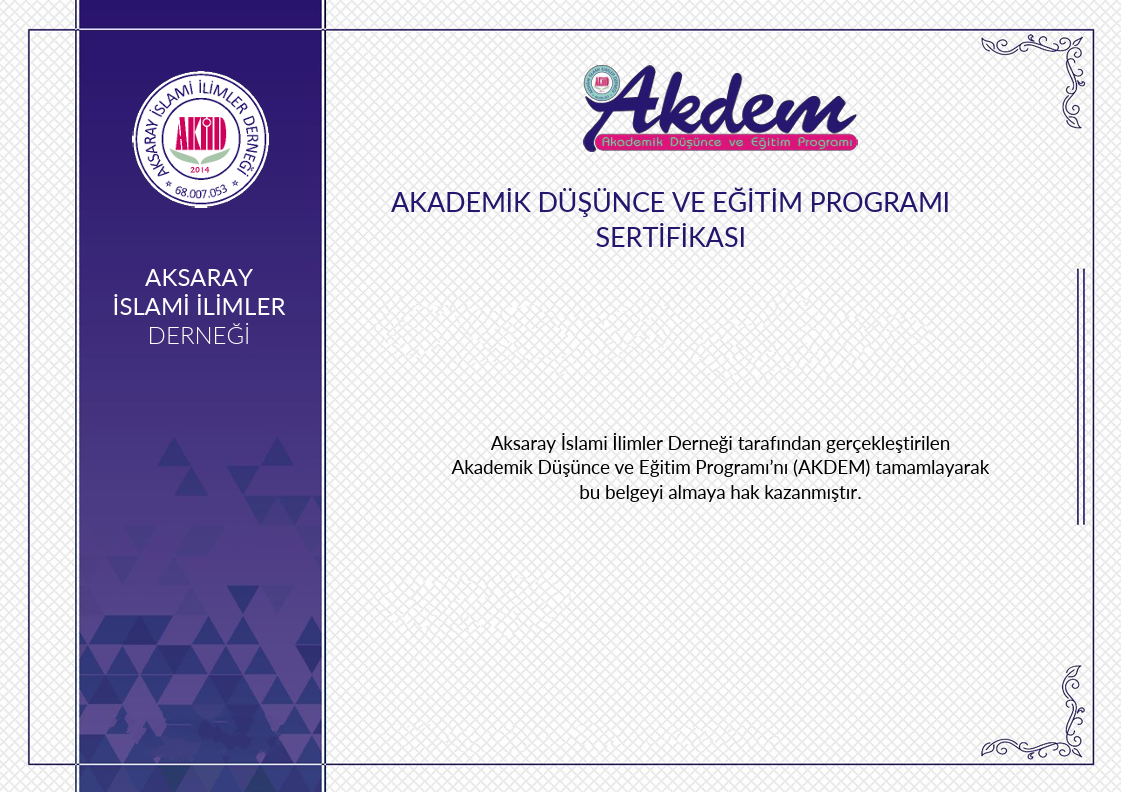 AKSARAY İSLAMİ İLİMLER DERNEĞİ
AKİD
2014
68.007.053
AKSARAY
İSLAMİ İLİMLER
DERNEĞİ
Akdem
Akademik Düşünce ve Eğitim Programı
AKADEMİK DÜŞÜNCE VE EĞİTİM PROGRAMI
SERTİFİKASI
Aksaray İslami İlimler Derneği tarafından gerçekleştirilen
Akademik Düşünce ve Eğitim Programı’nı (AKDEM) tamamlayarak
bu belgeyi almaya hak kazanmıştır.